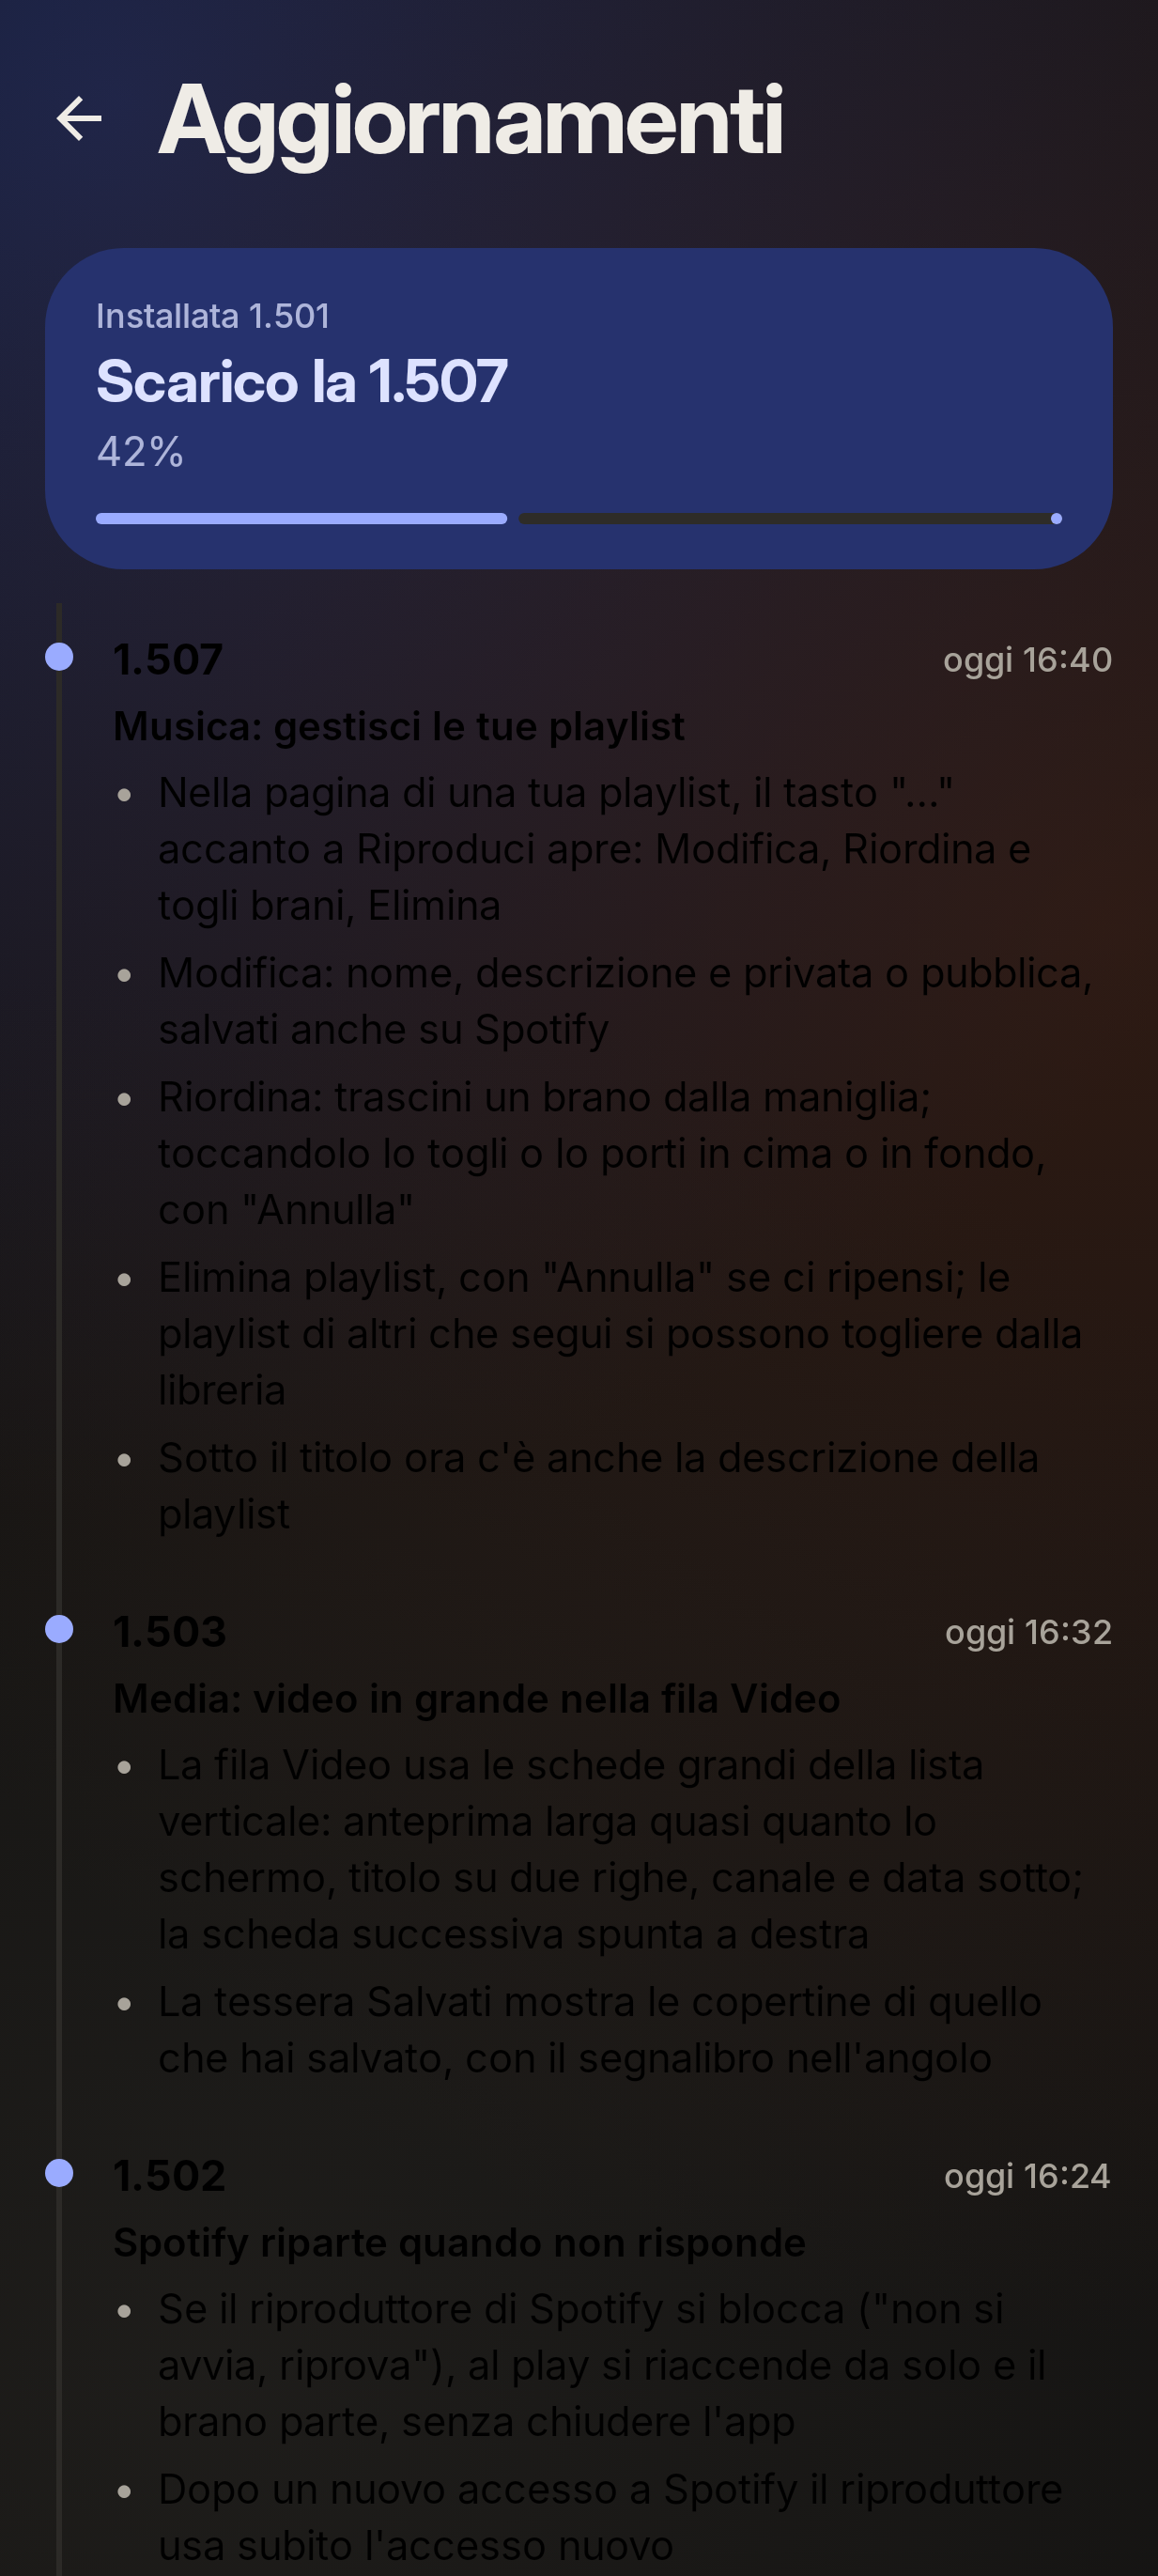 Aggiornamenti
Installata 1.501
Scarico la 1.507
42%
1.507 oggi 16:40
Musica: gestisci le tue playlist
• Nella pagina di una tua playlist, il tasto "..."
accanto a Riproduci apre: Modifica, Riordina e
togli brani, Elimina
• Modifica: nome, descrizione e privata o pubblica,
salvati anche su Spotify
• Riordina: trascini un brano dalla maniglia;
toccandolo lo togli o lo porti in cima o in fondo,
con "Annulla"
• Elimina playlist, con "Annulla" se ci ripensi; le
playlist di altri che segui si possono togliere dalla
libreria
• Sotto il titolo ora c'è anche la descrizione della
playlist
1.503 oggi 16:32
Media: video in grande nella fila Video
• La fila Video usa le schede grandi della lista
verticale: anteprima larga quasi quanto lo
schermo, titolo su due righe, canale e data sotto;
la scheda successiva spunta a destra
• La tessera Salvati mostra le copertine di quello
che hai salvato, con il segnalibro nell'angolo
1.502 oggi 16:24
Spotify riparte quando non risponde
• Se il riproduttore di Spotify si blocca ("non si
avvia, riprova"), al play si riaccende da solo e il
brano parte, senza chiudere l'app
• Dopo un nuovo accesso a Spotify il riproduttore
usa subito l'accesso nuovo